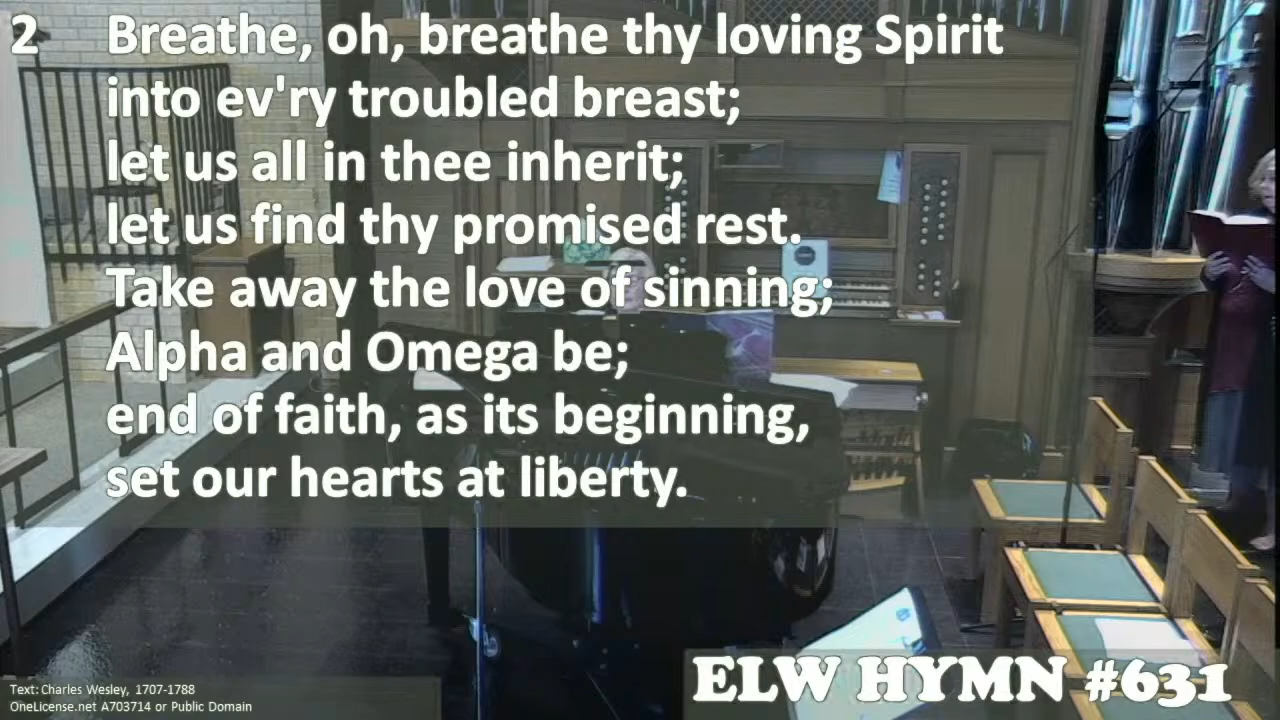 2 Breathe, oh, breathe thy loving Spirit
into ev'ry troubled breast;
let us all in thee inherit;
let us find thy promised rest.
Take away the love of sinning;
Alpha and Omega be;
end of faith, as its beginning,
set our hearts at liberty.
ELW HYMN #631
Text: Charles Wesley, 1707-1788
OneLicense.net A703714 or Public Domain